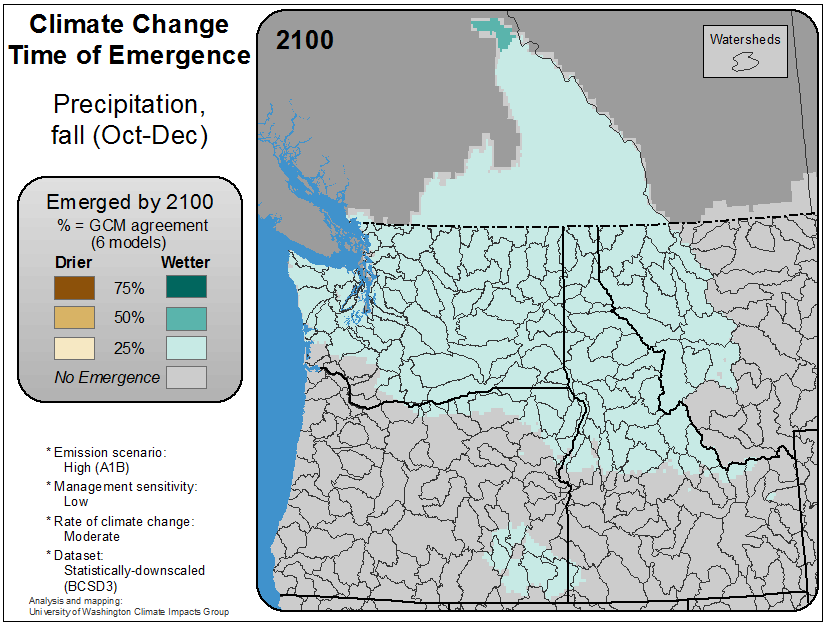 Climate Change
Time of Emergence
Precipitation,
fall (Oct-Dec)
Emerged by 2100
% = GCM agreement
(6 models)
Drier Wetter
75%
50%
25%
No Emergence
* Emission scenario:
High (A1B)
* Management sensitivity:
Low
* Rate of climate change:
Moderate
* Dataset:
Statistically-downscaled
(BCSD3)
Analysis and mapping:
University of Washington Climate Impacts Group
2100
Watersheds